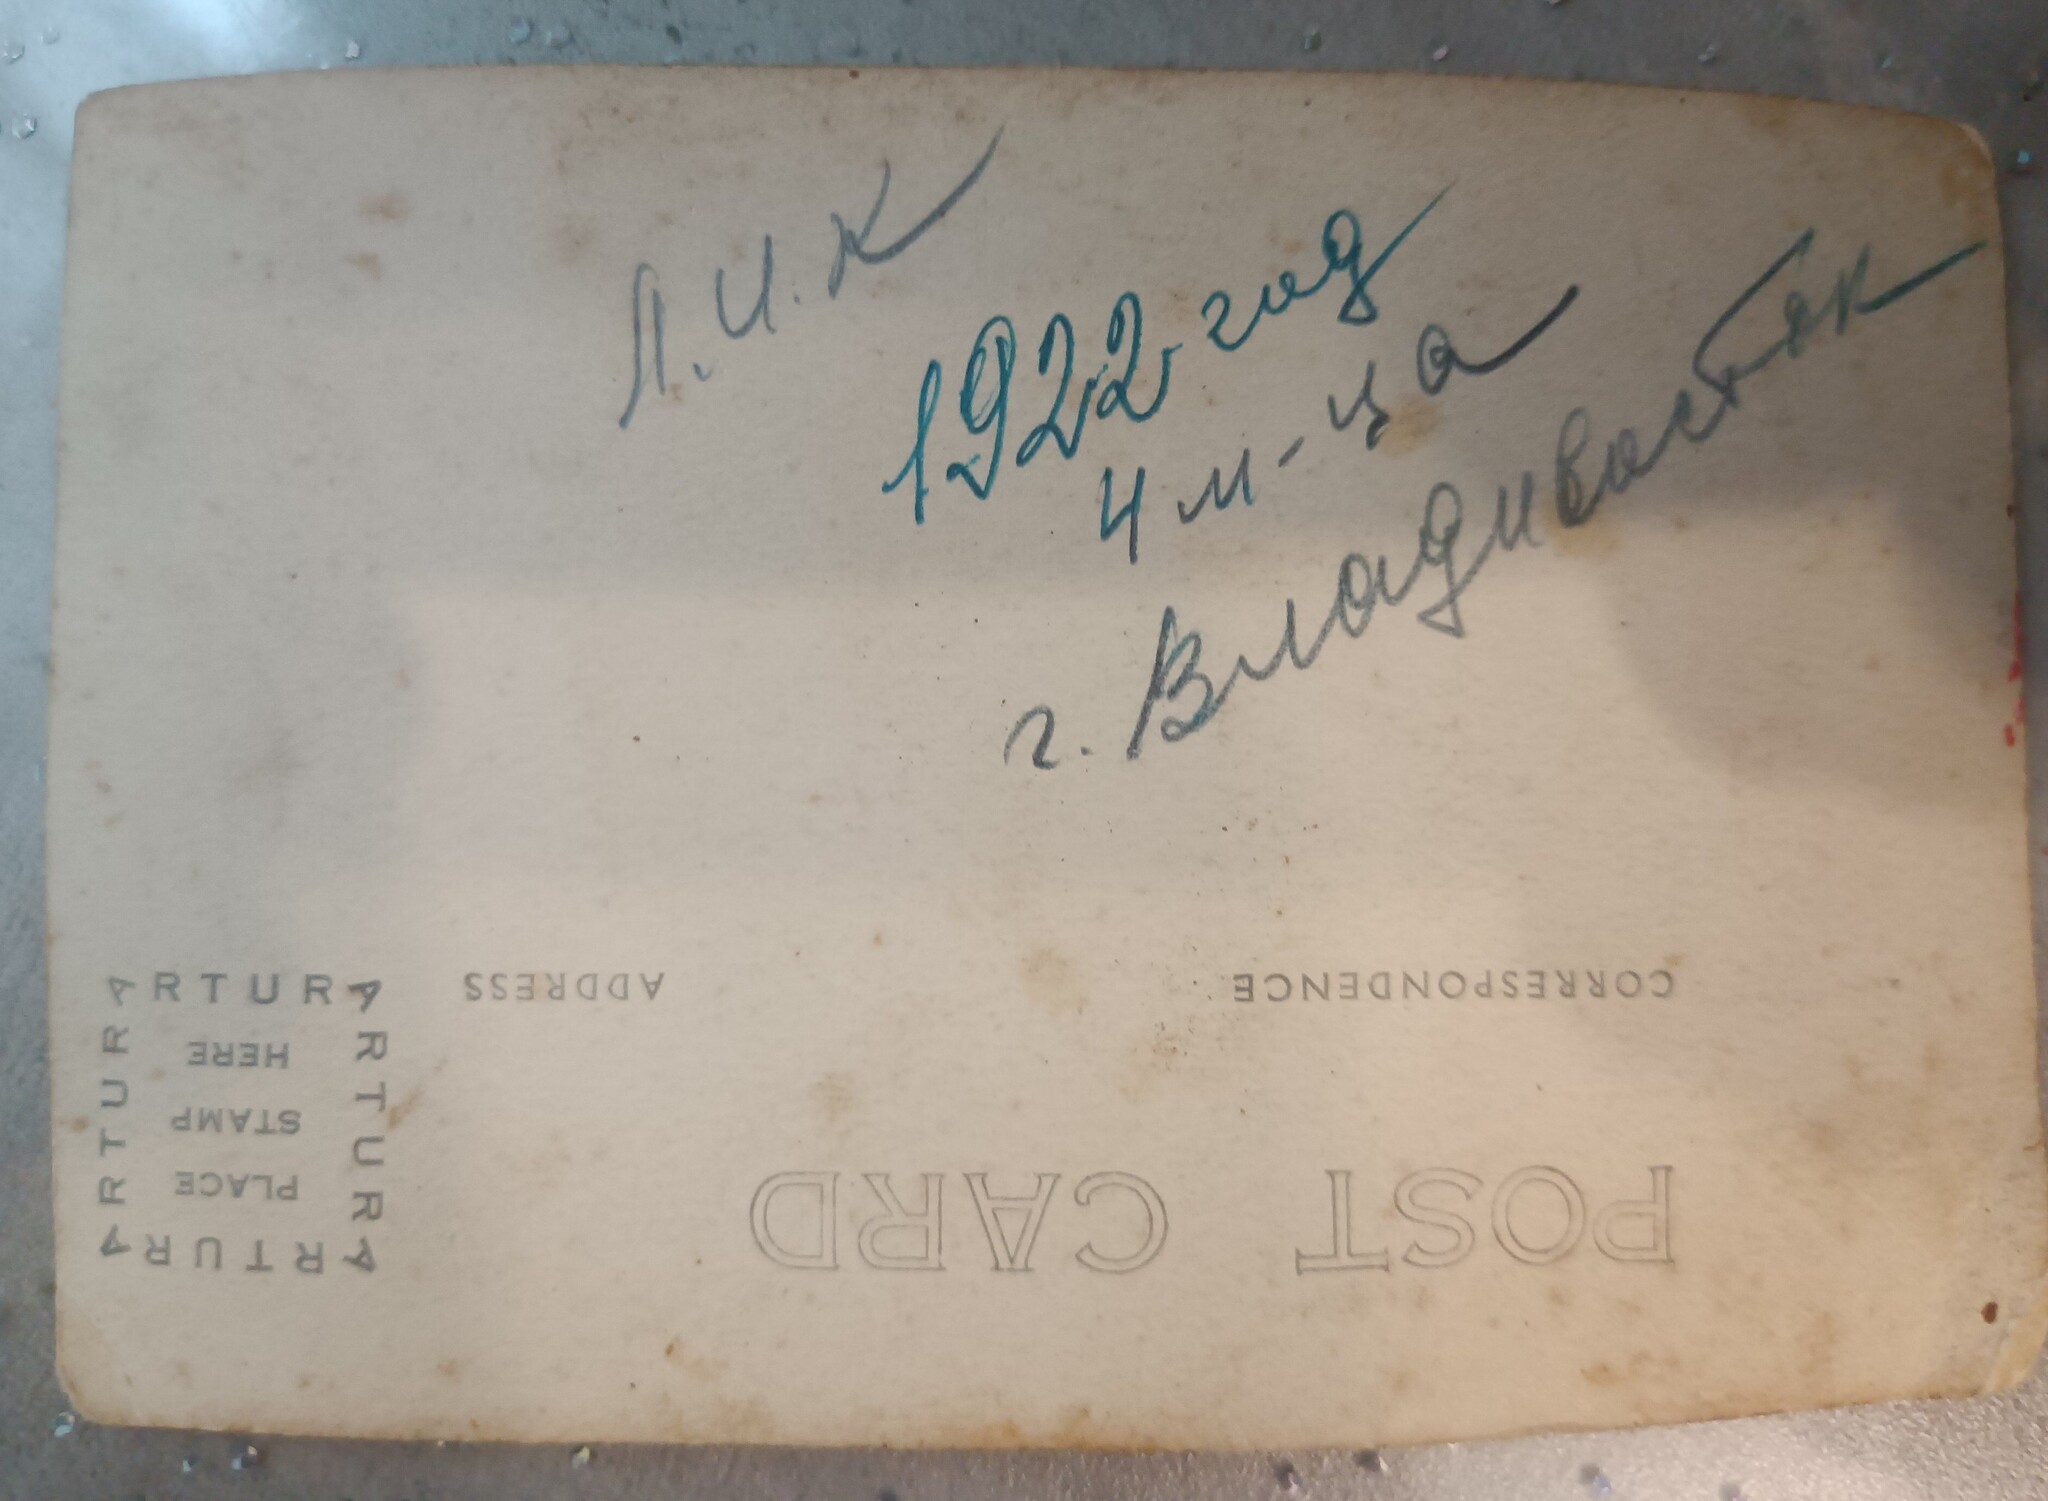 Л.И.К
1922 год
4 м-ца
г. Владивосток
POST CARD
CORRESPONDENCE
ADDRESS
PLACE
STAMP
HERE
ARTURA
ARTURA
ARTURA
ARTURA